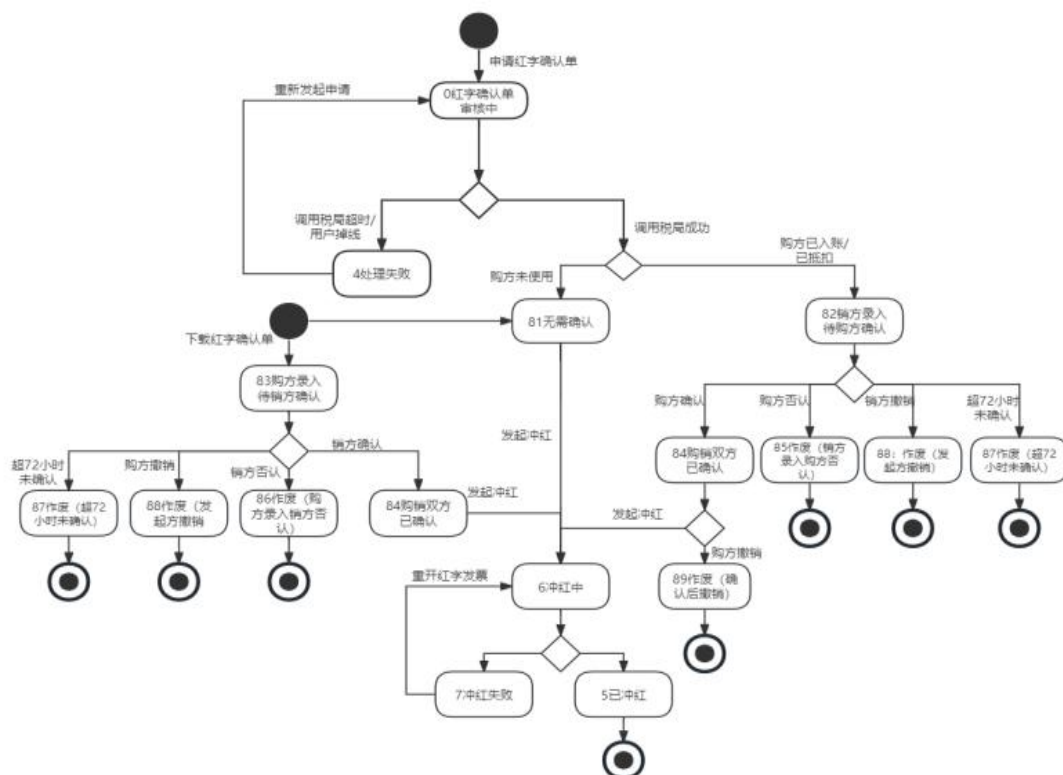 申请红字确认单
重新发起申请
0红字确认单
审核中
调用税局超时/
用户掉线
调用税局成功
购方已入账/
已抵扣
4处理失败
购方未使用
81无需确认
82销方录入
待购方确认
下载红字确认单
83购方录入
待销方确认
购方确认
购方否认
销方撤销
超72小时
未确认
发起冲红
84购销双方
已确认
85作废（销方
录入购方否
认）
88：作废（发
起方撤销）
87作废（超72
小时未确认）
超72小时
未确认
购方撤销
销方否认
销方确认
87作废（超72
小时未确认）
88作废（发
起方撤销）
86作废（购
方录入销方否
认）
84购销双方
已确认
发起冲红
发起冲红
购方撤销
重开红字发票
6冲红中
89作废（确
认后撤销）
7冲红失败
5已冲红